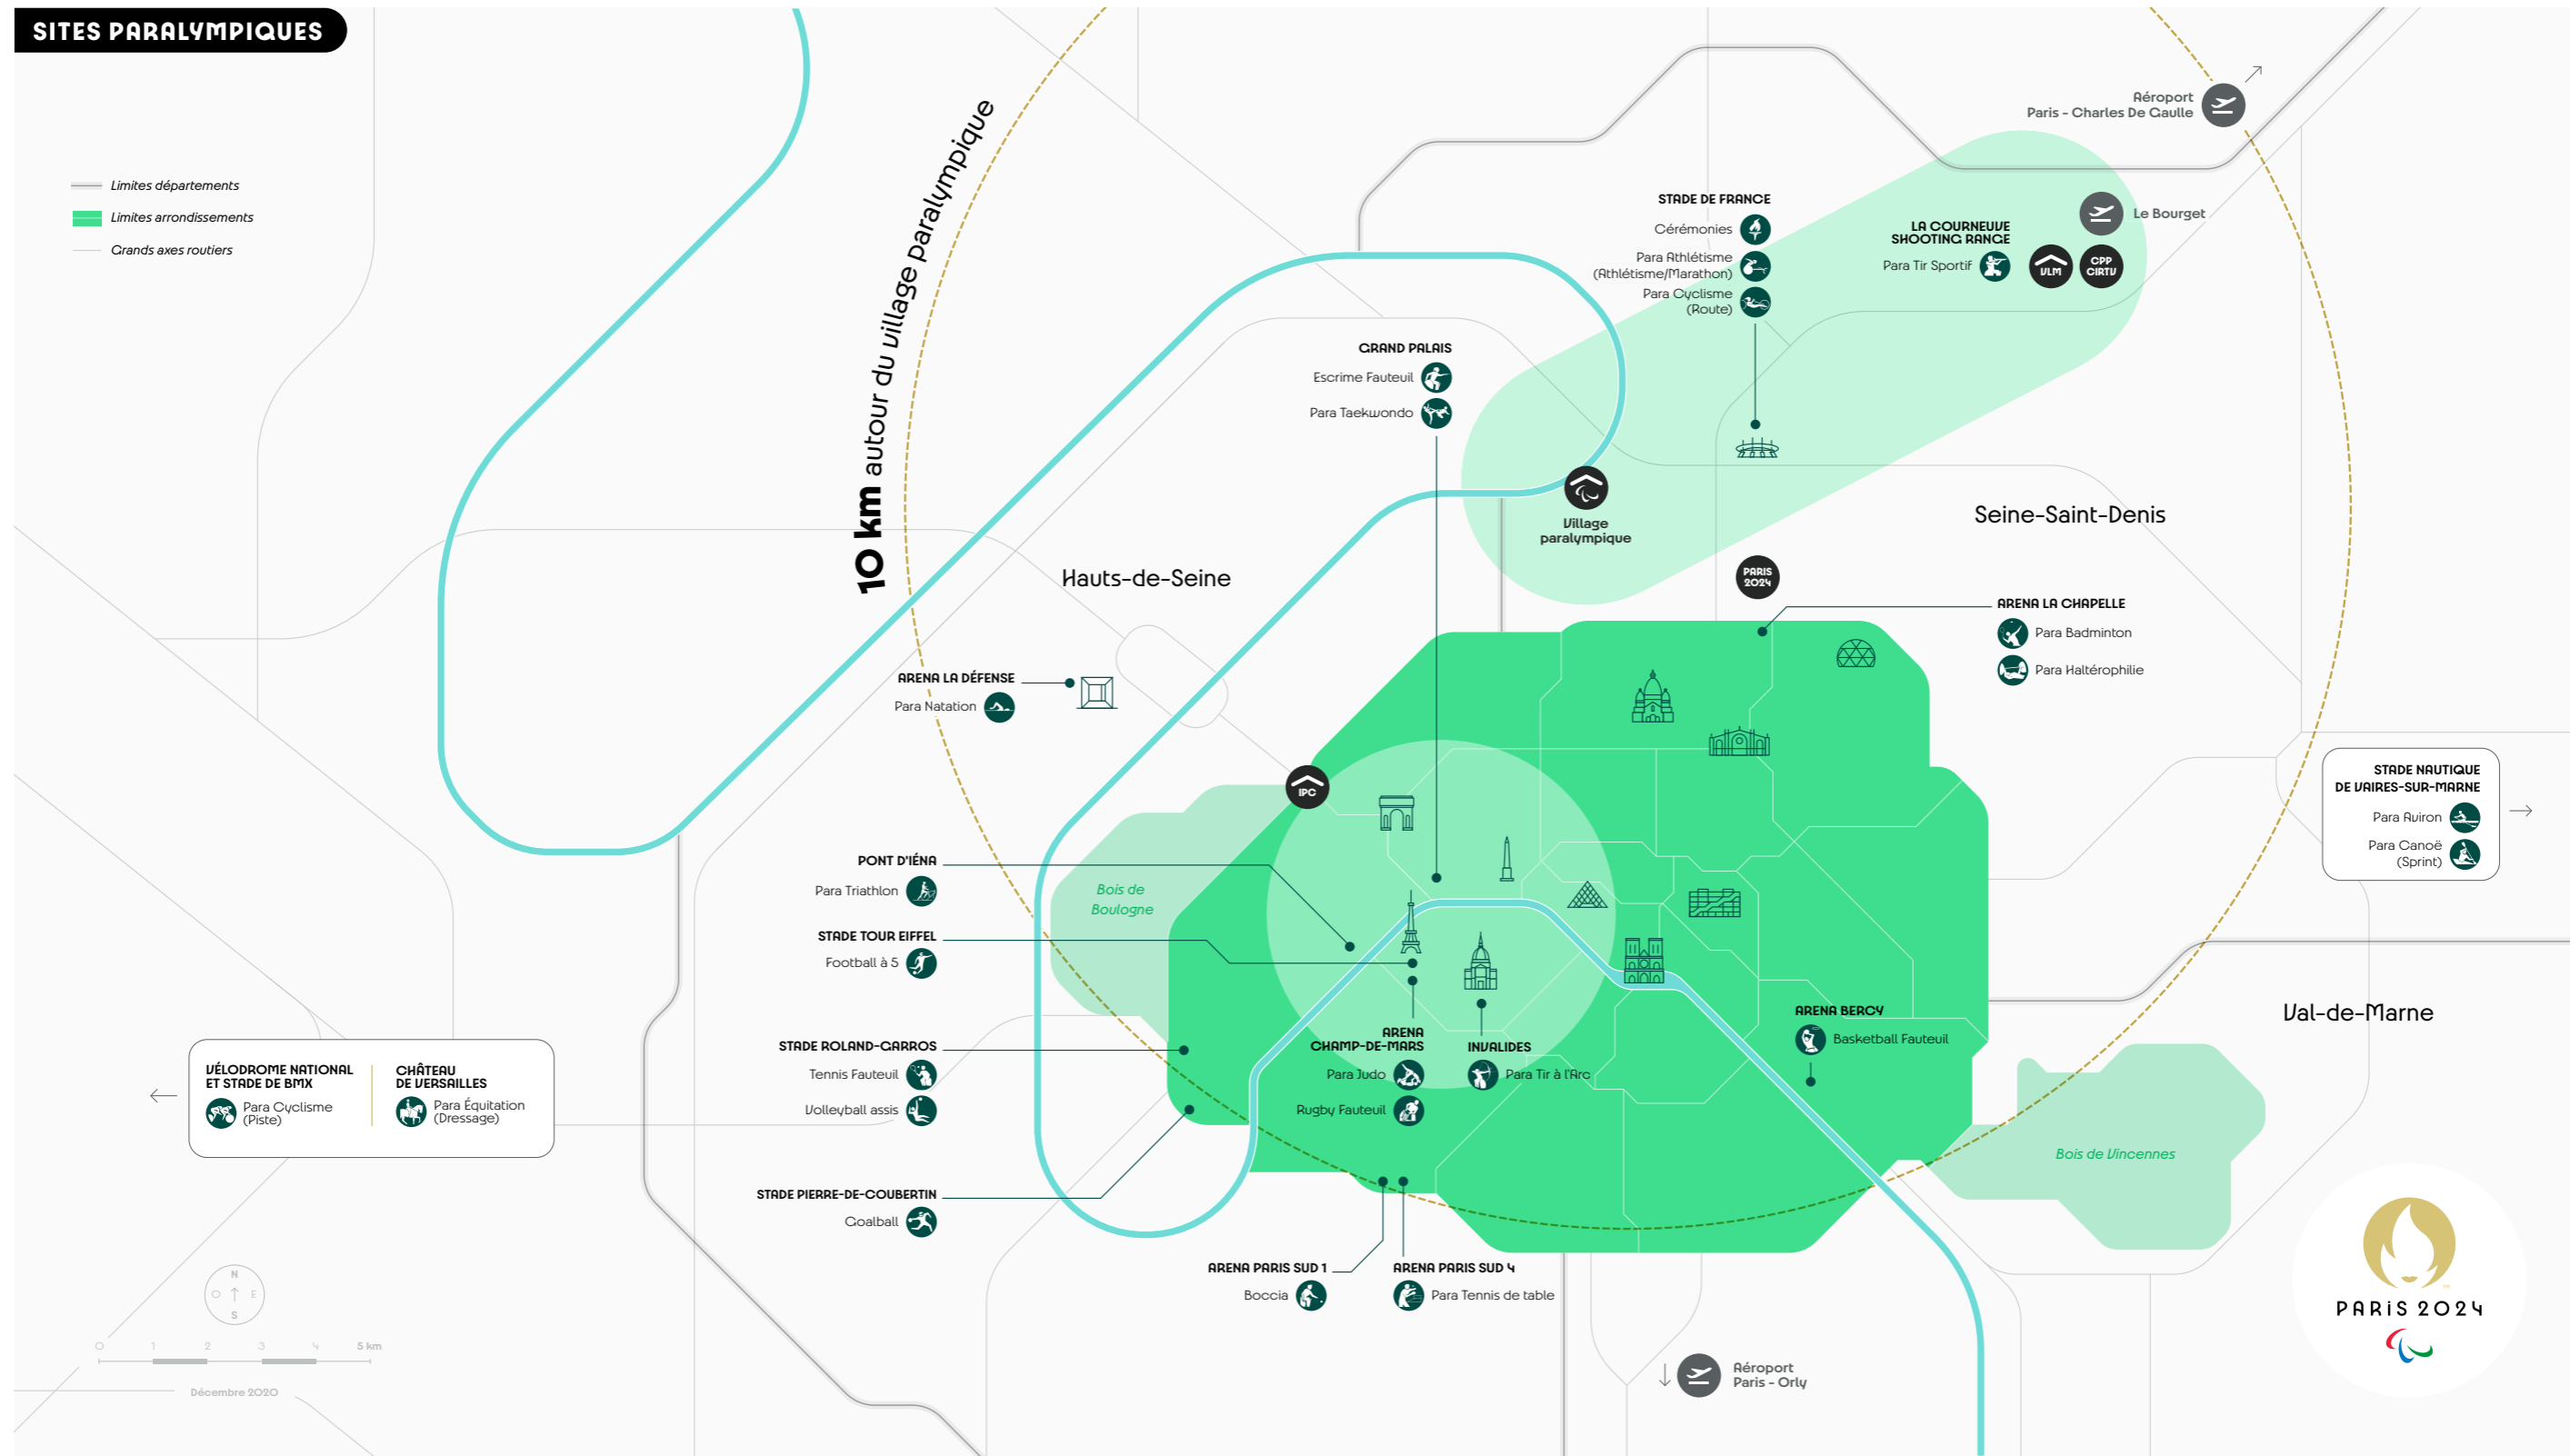 SITES PARALYMPIQUES
Limites départements
Limites arrondissements
Grands axes routiers
10 km autour du village paralympique
Aéroport
Paris - Charles De Gaulle
Le Bourget
STADE DE FRANCE
Cérémonies
Para Athlétisme
(Athlétisme/Marathon)
Para Cyclisme
(Route)
LA COURNEUVE
SHOOTING RANGE
Para Tir Sportif
VLM
CPP
CIRTV
GRAND PALAIS
Escrime Fauteuil
Para Taekwondo
Village
paralympique
Seine-Saint-Denis
Hauts-de-Seine
PARIS
2024
ARENA LA CHAPELLE
Para Badminton
Para Haltérophilie
ARENA LA DÉFENSE
Para Natation
IPC
STADE NAUTIQUE
DE VAIRES-SUR-MARNE
Para Aviron
Para Canoë
(Sprint)
PONT D'IÉNA
Para Triathlon
Bois de
Boulogne
STADE TOUR EIFFEL
Football à 5
Val-de-Marne
ARENA BERCY
Basketball Fauteuil
ARENA
CHAMP-DE-MARS
Para Judo
Rugby Fauteuil
INVALIDES
Para Tir à l'Arc
STADE ROLAND-GARROS
Tennis Fauteuil
Volleyball assis
VÉLODROME NATIONAL
ET STADE DE BMX
Para Cyclisme
(Piste)
CHÂTEAU
DE VERSAILLES
Para Équitation
(Dressage)
Bois de Vincennes
STADE PIERRE-DE-COUBERTIN
Goalball
ARENA PARIS SUD 1
Boccia
ARENA PARIS SUD 4
Para Tennis de table
N
O
E
S
0 1 2 3 4 5 km
Décembre 2020
Aéroport
Paris - Orly
PARIS 2024